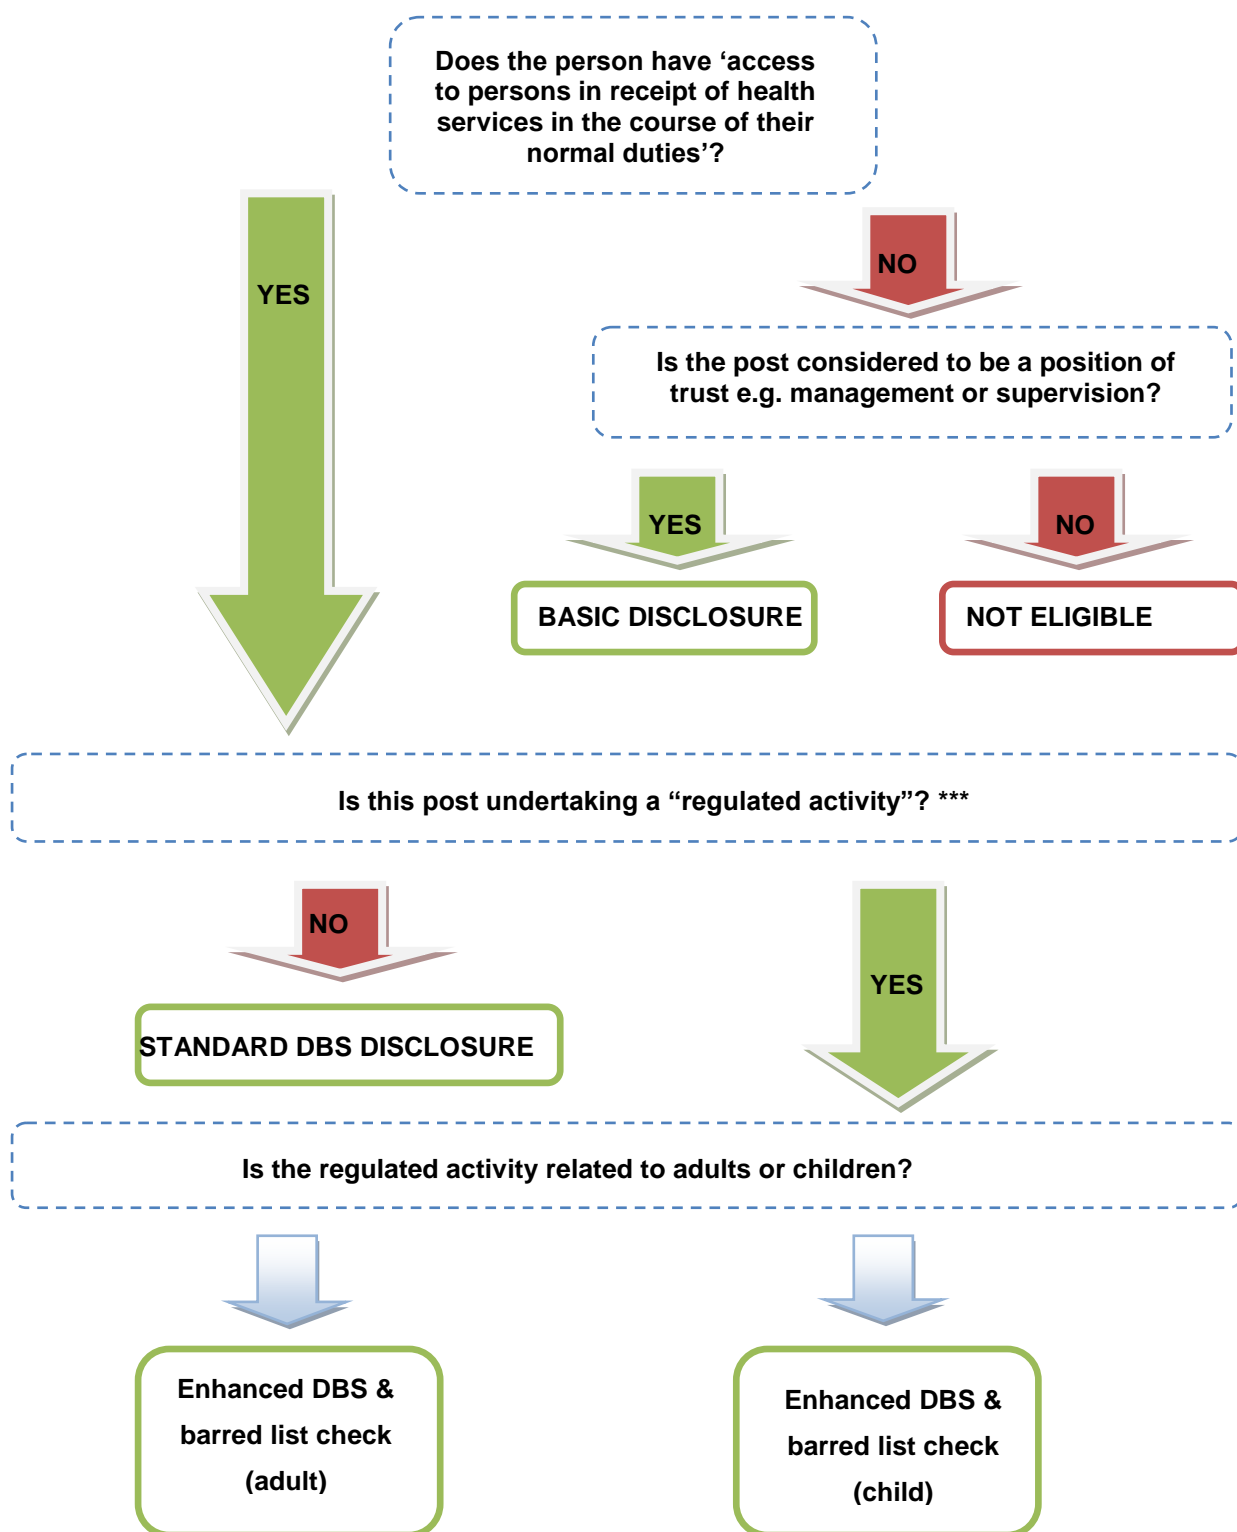 Does the person have ‘access
to persons in receipt of health
services in the course of their
normal duties’?
YES
NO
Is the post considered to be a position of
trust e.g. management or supervision?
YES
NO
BASIC DISCLOSURE
NOT ELIGIBLE
Is this post undertaking a “regulated activity”? ***
NO
YES
STANDARD DBS DISCLOSURE
Is the regulated activity related to adults or children?
Enhanced DBS &
barred list check
(adult)
Enhanced DBS &
barred list check
(child)